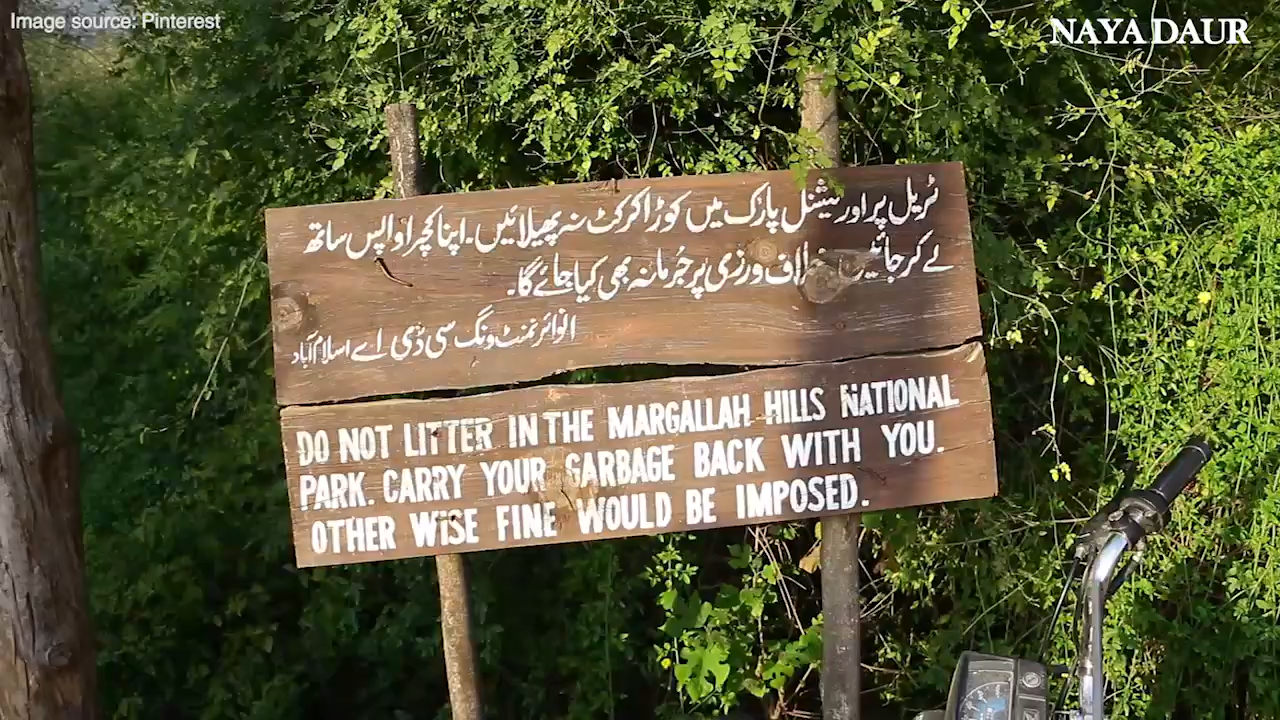 Image source: Pinterest
NAYA DAUR
ٹریل پر اور نیشنل پارک میں کوڑا کرکٹ نہ پھیلائیں۔ اپنا کچرا واپس ساتھ
لے کر جائیں خلاف ورزی پر جُرمانہ بھی کیا جائے گا۔
انوائرنمنٹ ونگ سی ڈی اے اسلام آباد
DO NOT LITTER IN THE MARGALLAH HILLS NATIONAL
PARK. CARRY YOUR GARBAGE BACK WITH YOU.
OTHER WISE FINE WOULD BE IMPOSED.